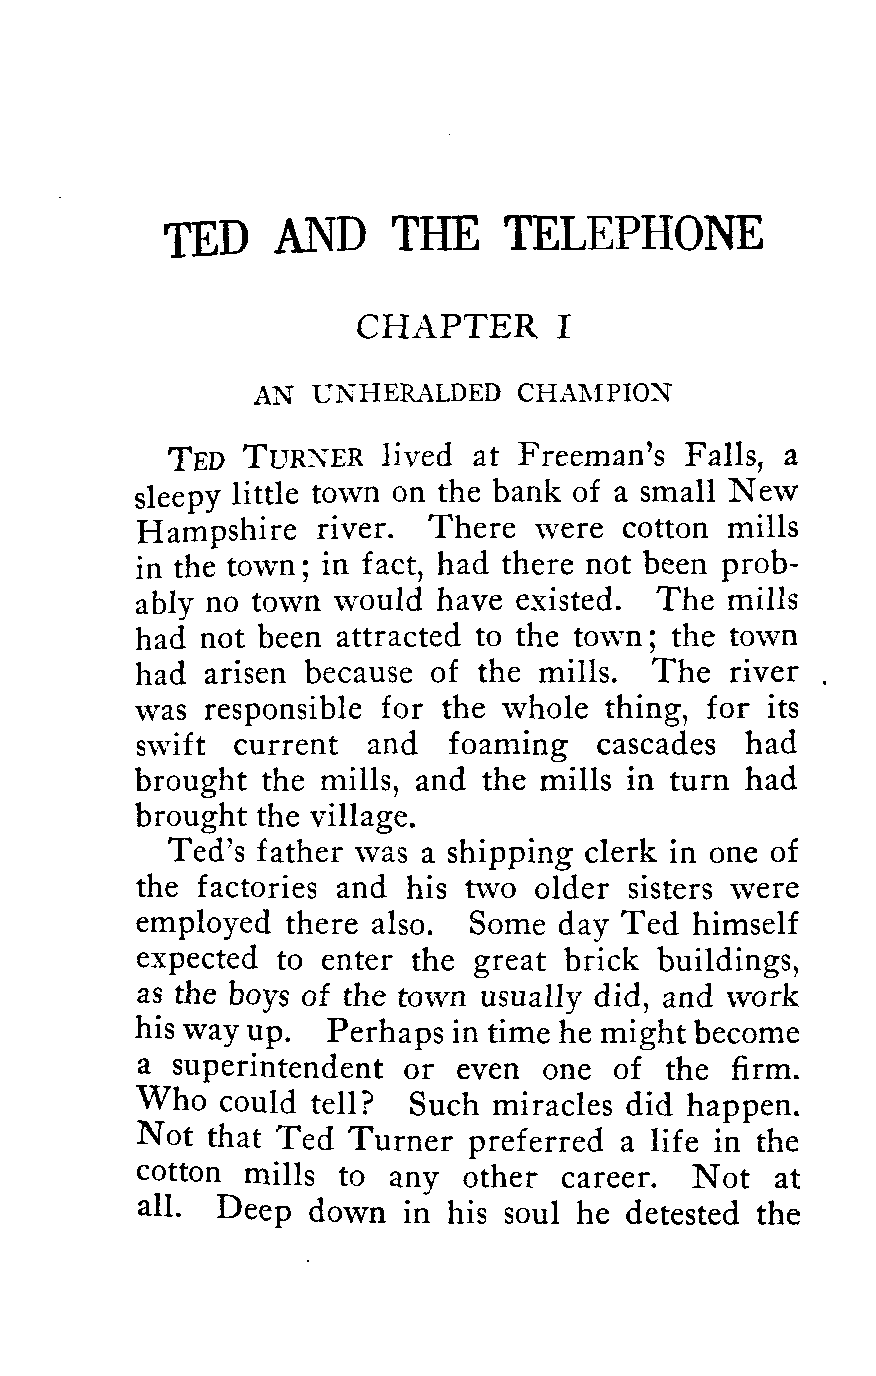 TED AND THE TELEPHONE
CHAPTER I
AN UNHERALDED CHAMPION
TED TURNER lived at Freeman's Falls, a
sleepy little town on the bank of a small New
Hampshire river. There were cotton mills
in the town; in fact, had there not been prob-
ably no town would have existed. The mills
had not been attracted to the town; the town
had arisen because of the mills. The river
was responsible for the whole thing, for its
swift current and foaming cascades had
brought the mills, and the mills in turn had
brought the village.
Ted's father was a shipping clerk in one of
the factories and his two older sisters were
employed there also. Some day Ted himself
expected to enter the great brick buildings,
as the boys of the town usually did, and work
his way up. Perhaps in time he might become
a superintendent or even one of the firm.
Who could tell? Such miracles did happen.
Not that Ted Turner preferred a life in the
cotton mills to any other career. Not at
all. Deep down in his soul he detested the